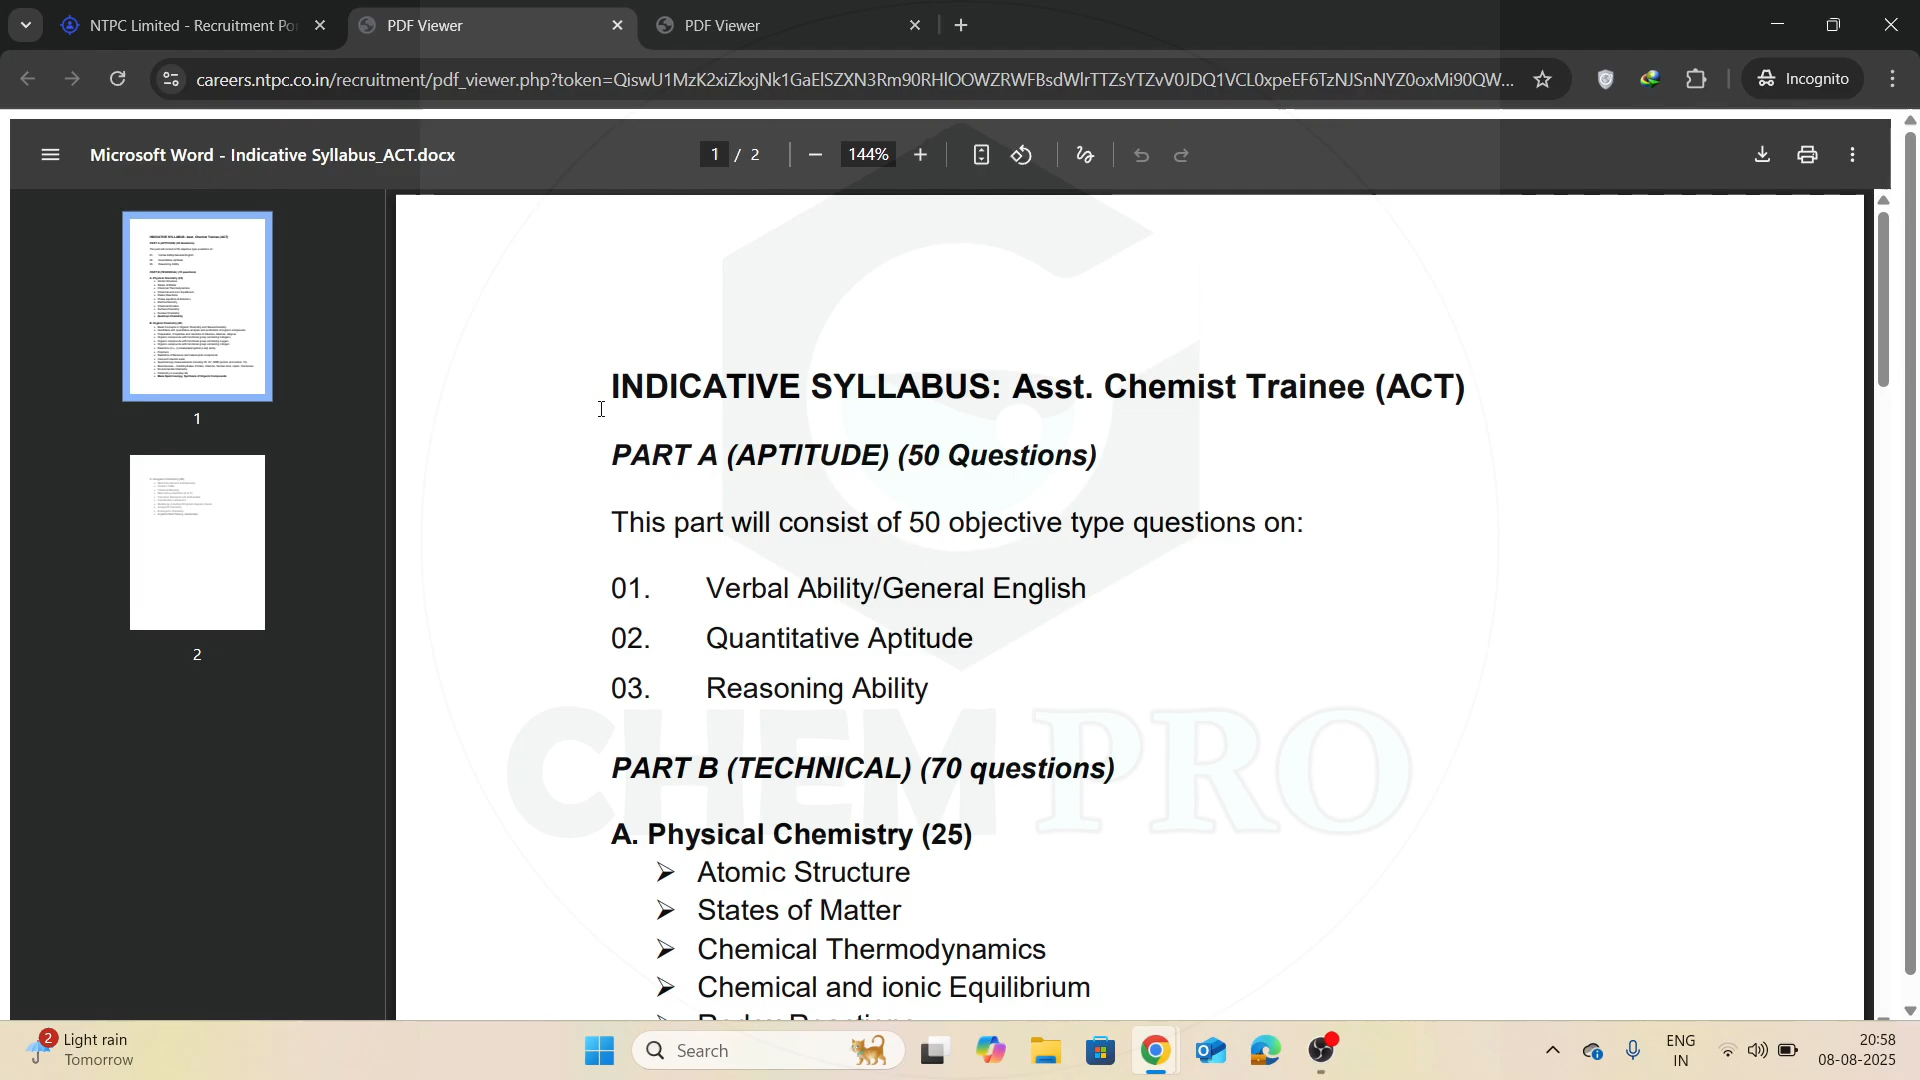 NTPC Limited - Recruitment Po
PDF Viewer
PDF Viewer
careers.ntpc.co.in/recruitment/pdf_viewer.php?token=
Incognito
Microsoft Word - Indicative Syllabus_ACT.docx
1 / 2
144%
1
2
INDICATIVE SYLLABUS: Asst. Chemist Trainee (ACT)
PART A (APTITUDE) (50 Questions)
This part will consist of 50 objective type questions on:
01. Verbal Ability/General English
02. Quantitative Aptitude
03. Reasoning Ability
CHEM PRO
PART B (TECHNICAL) (70 questions)
A. Physical Chemistry (25)
➢ Atomic Structure
➢ States of Matter
➢ Chemical Thermodynamics
➢ Chemical and ionic Equilibrium
2
Light rain
Tomorrow
Search
ENG
IN
20:58
08-08-2025